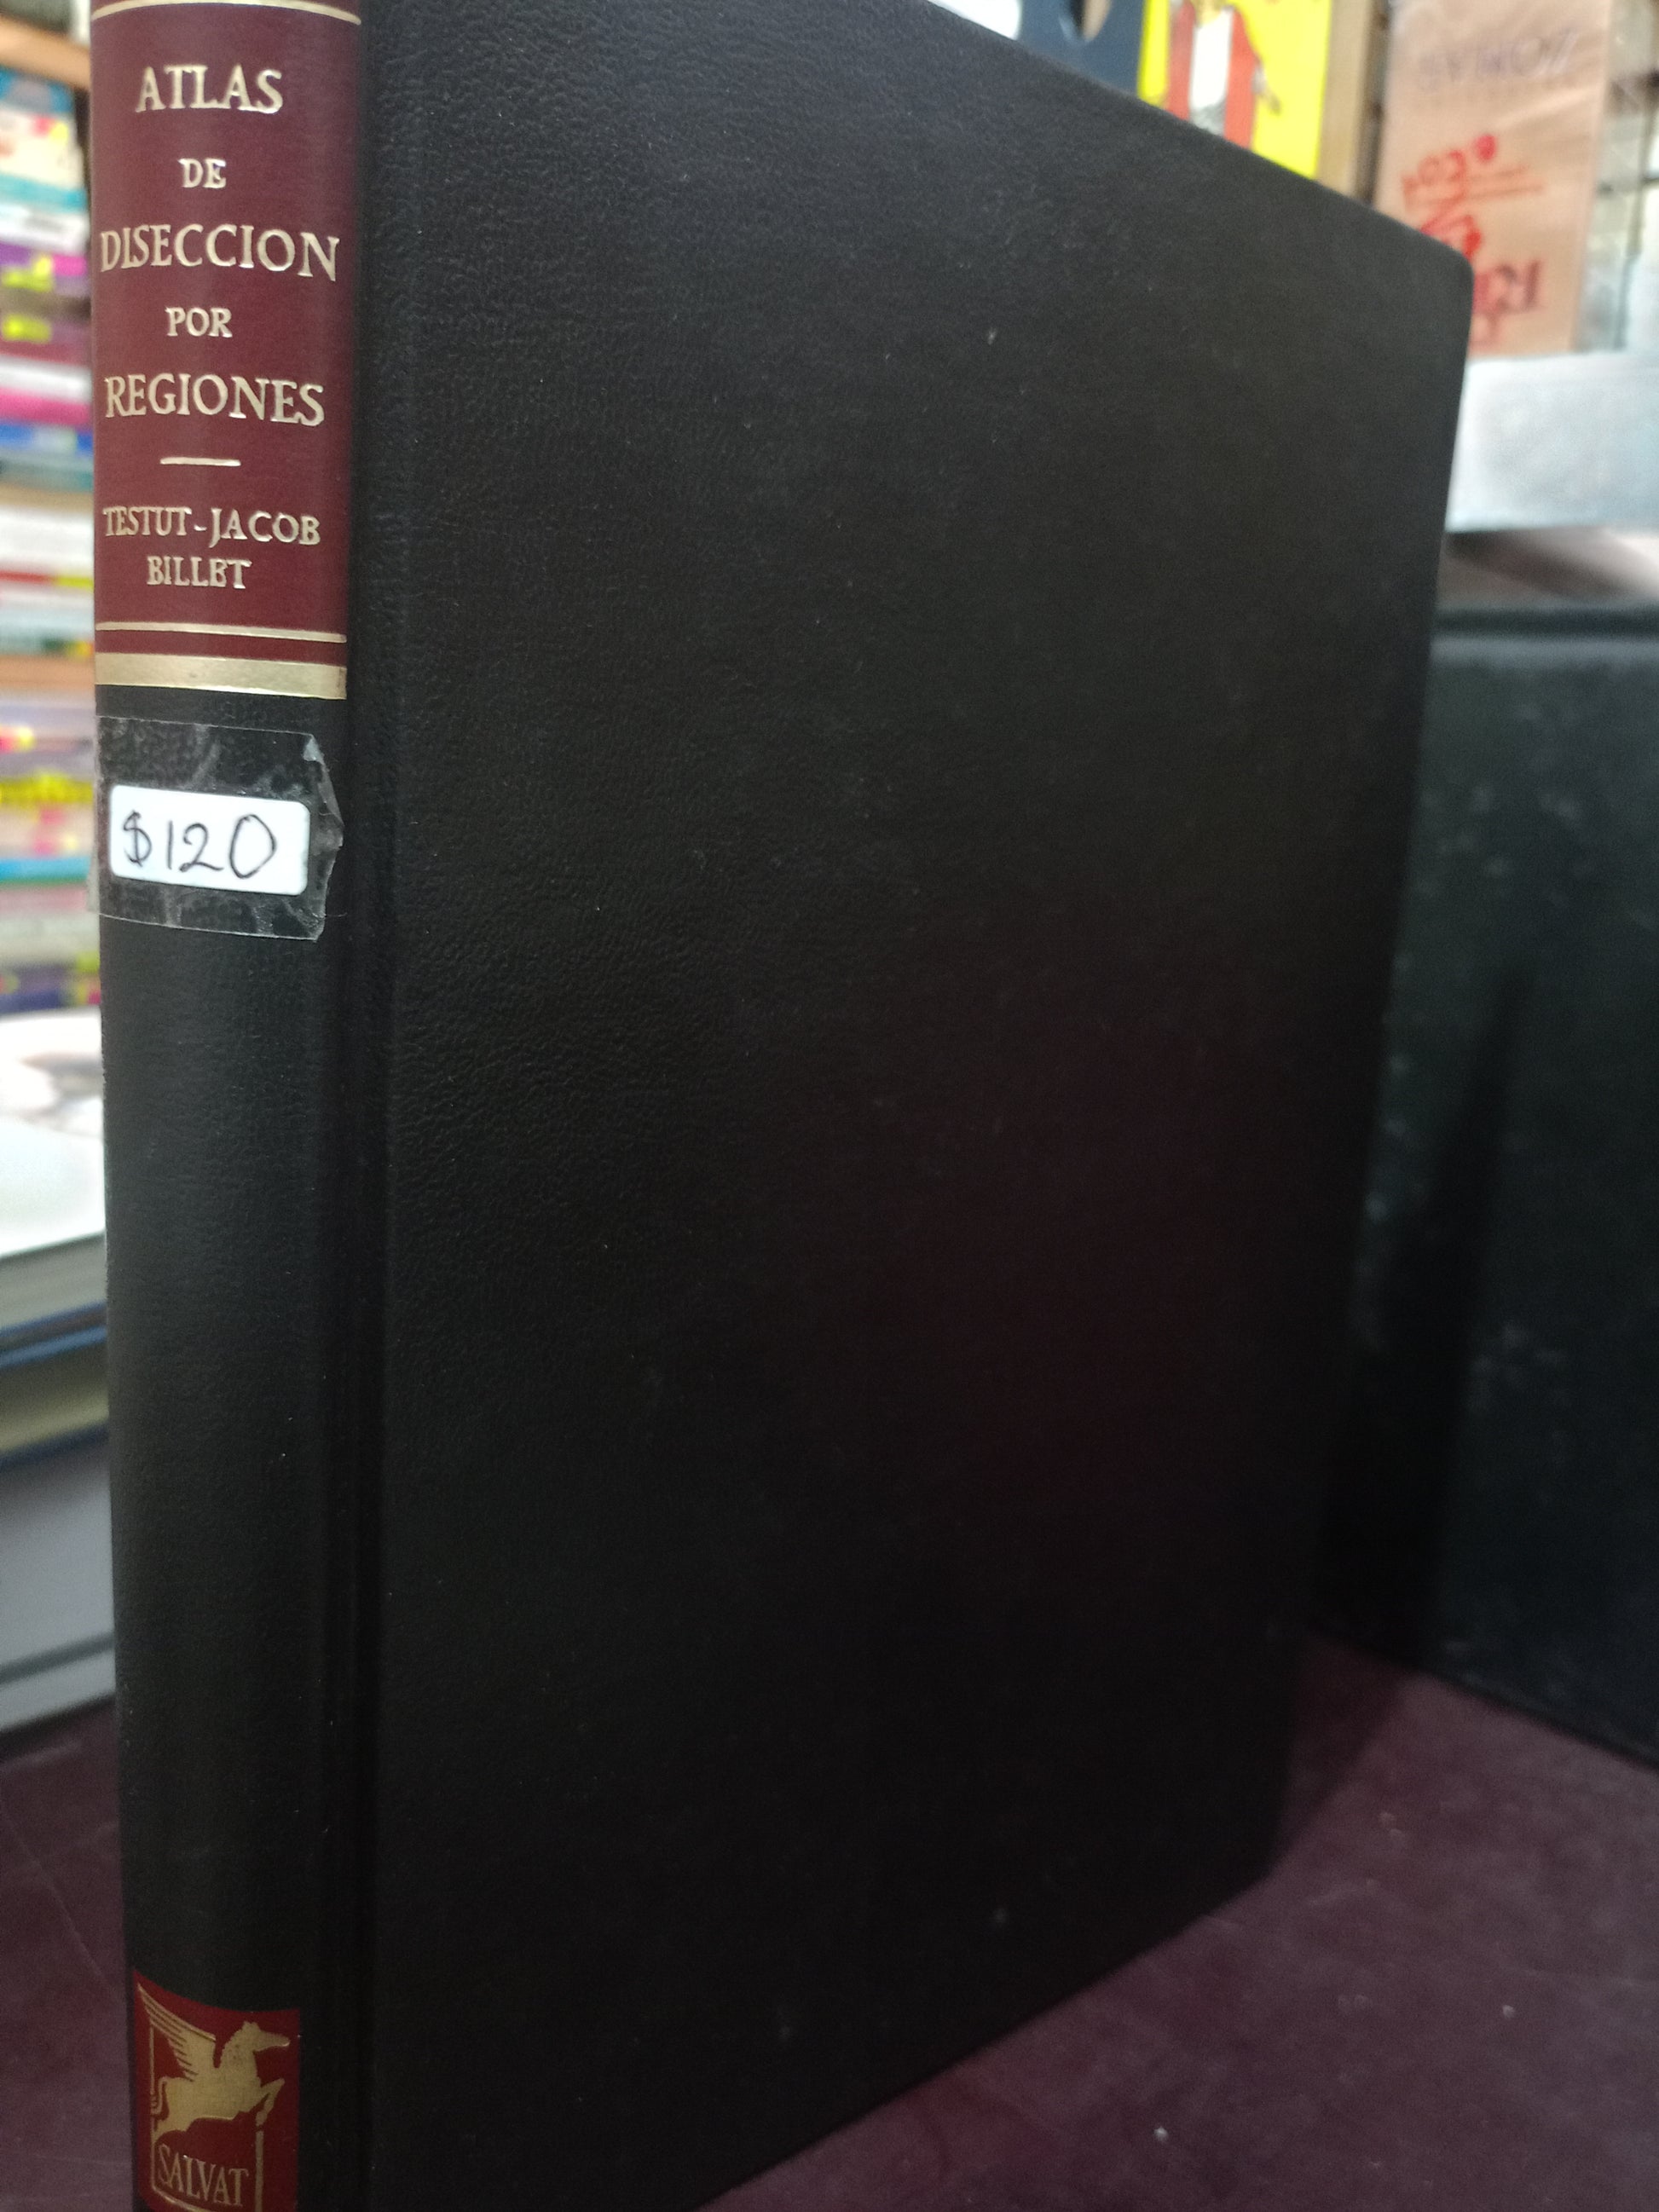 ATLAS
DE
DISECCION
POR
REGIONES
TESTUT-JACOB
BILLET
$120
SALVAT